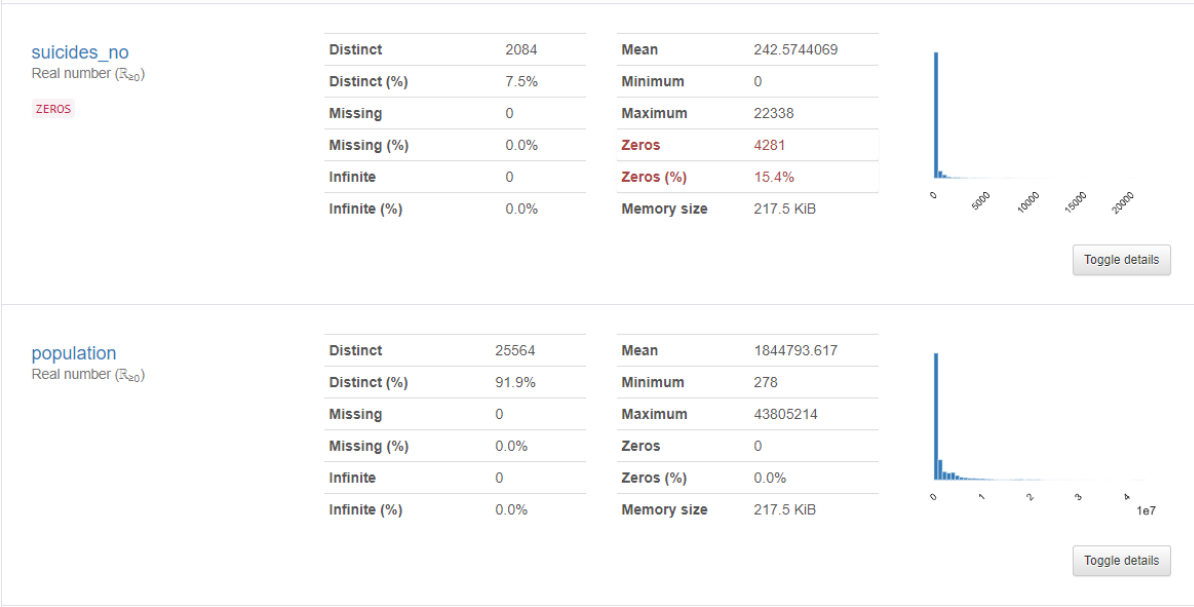 suicides_no
Real number (ℝ≥0)
ZEROS
Distinct 2084
Distinct (%) 7.5%
Missing 0
Missing (%) 0.0%
Infinite 0
Infinite (%) 0.0%
Mean 242.5744069
Minimum 0
Maximum 22338
Zeros 4281
Zeros (%) 15.4%
Memory size 217.5 KiB
0 5000 10000 15000 20000
Toggle details
population
Real number (ℝ≥0)
Distinct 25564
Distinct (%) 91.9%
Missing 0
Missing (%) 0.0%
Infinite 0
Infinite (%) 0.0%
Mean 1844793.617
Minimum 278
Maximum 43805214
Zeros 0
Zeros (%) 0.0%
Memory size 217.5 KiB
0 1 2 3 4
1e7
Toggle details